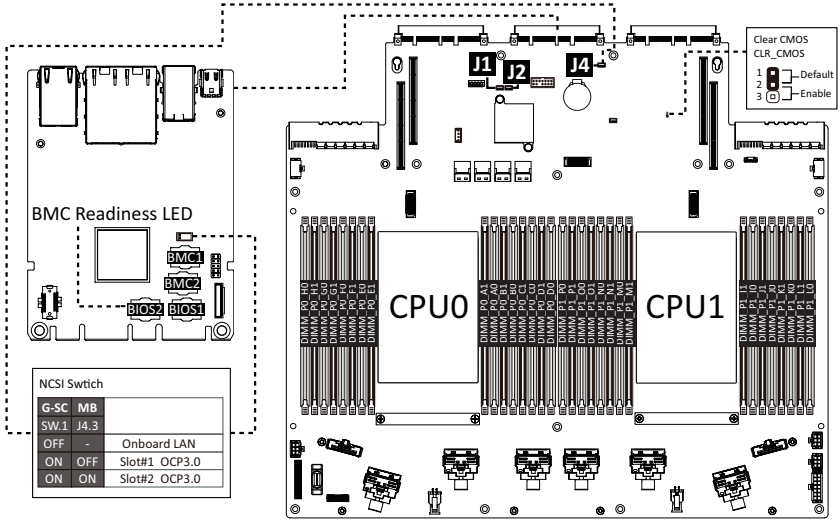 J1
J2
J4
Clear CMOS
CLR_CMOS
1
2
3
Default
Enable
BMC Readiness LED
BMC1
BMC2
BIOS2
BIOS1
DIMM_P0_H0
DIMM_P0_H1
DIMM_P0_G0
DIMM_P0_G1
DIMM_P0_F0
DIMM_P0_F1
DIMM_P0_E0
DIMM_P0_E1
CPU0
DIMM_P0_A1
DIMM_P0_A0
DIMM_P0_B1
DIMM_P0_B0
DIMM_P0_C1
DIMM_P0_C0
DIMM_P0_D1
DIMM_P0_D0
DIMM_P1_P0
DIMM_P1_P1
DIMM_P1_O0
DIMM_P1_O1
DIMM_P1_N0
DIMM_P1_N1
DIMM_P1_M0
DIMM_P1_M1
CPU1
DIMM_P1_I1
DIMM_P1_I0
DIMM_P1_J1
DIMM_P1_J0
DIMM_P1_K1
DIMM_P1_K0
DIMM_P1_L1
DIMM_P1_L0
NCSI Swtich
G-SC MB
SW.1 J4.3
OFF - Onboard LAN
ON OFF Slot#1 OCP3.0
ON ON Slot#2 OCP3.0